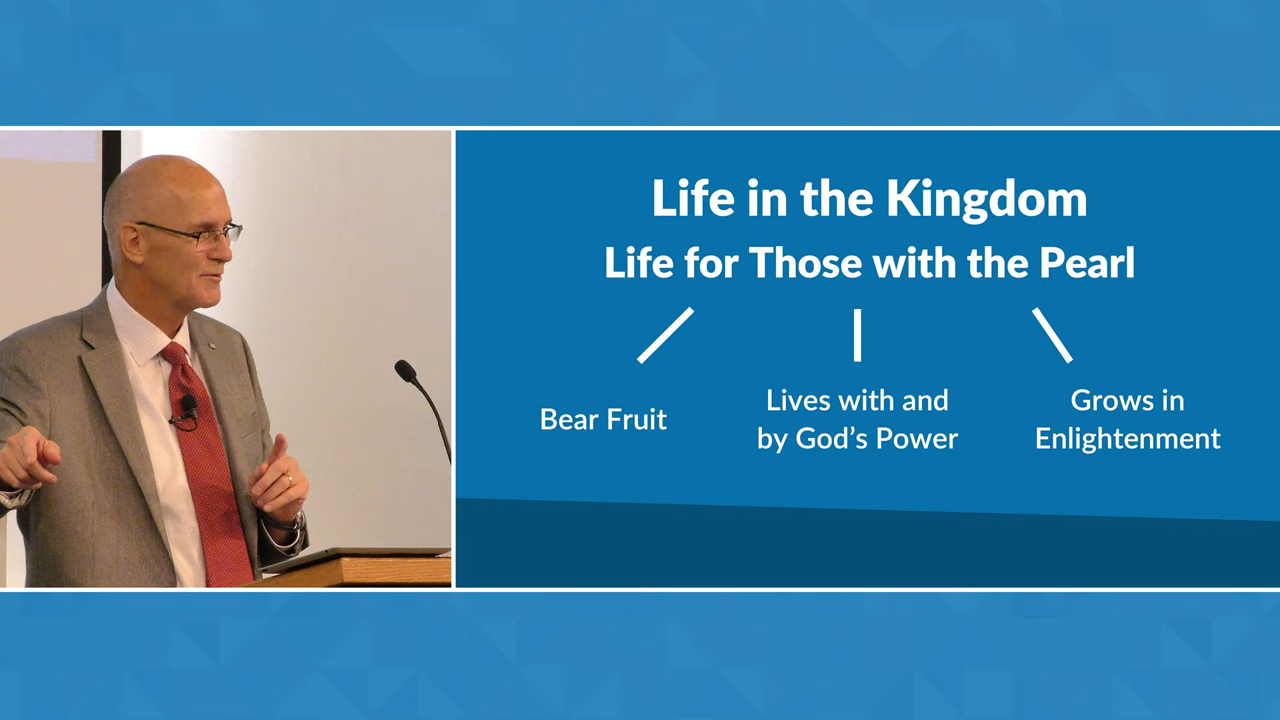 Life in the Kingdom
Life for Those with the Pearl
Bear Fruit
Lives with and
by God’s Power
Grows in
Enlightenment